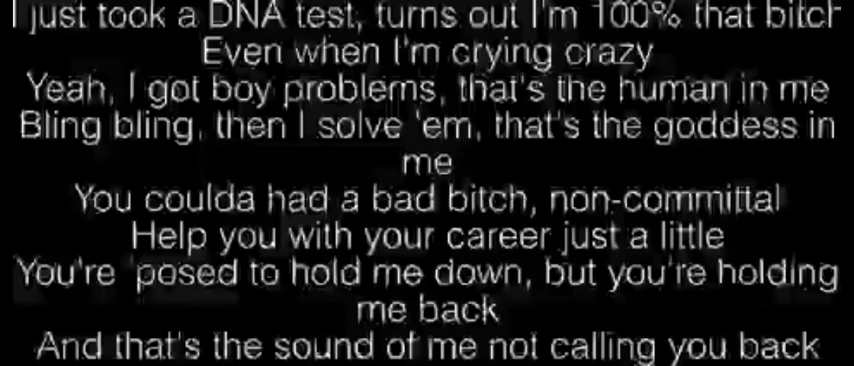 I just took a DNA test, turns out I'm 100% that bitch
Even when I'm crying crazy
Yeah, I got boy problems, that's the human in me
Bling bling, then I solve 'em, that's the goddess in
me
You coulda had a bad bitch, non-committal
Help you with your career just a little
You're 'posed to hold me down, but you're holding
me back
And that's the sound of me not calling you back